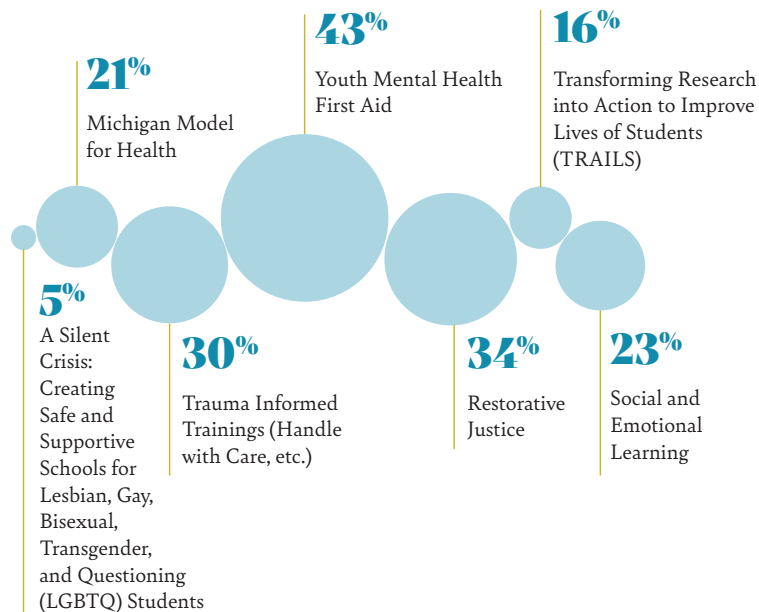 43%
Youth Mental Health
First Aid
16%
Transforming Research
into Action to Improve
Lives of Students
(TRAILS)
21%
Michigan Model
for Health
5%
A Silent
Crisis:
Creating
Safe and
Supportive
Schools for
Lesbian, Gay,
Bisexual,
Transgender,
and Questioning
(LGBTQ) Students
30%
Trauma Informed
Trainings (Handle
with Care, etc.)
34%
Restorative
Justice
23%
Social and
Emotional
Learning